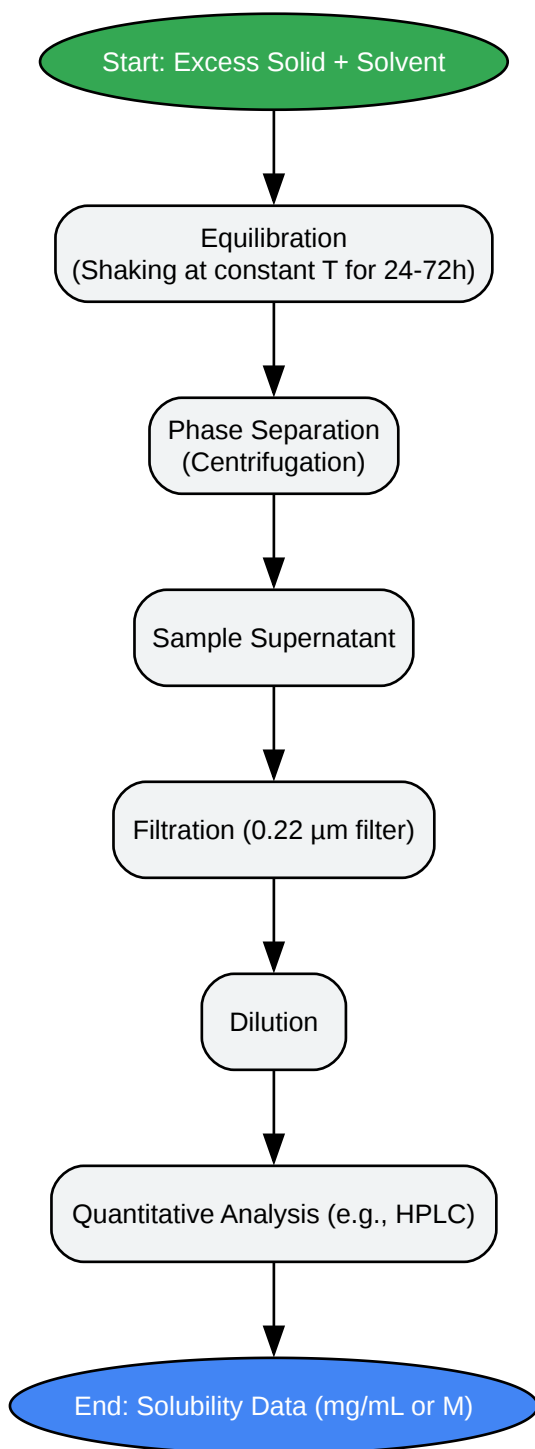 Start: Excess Solid + Solvent
Equilibration
(Shaking at constant T for 24-72h)
Phase Separation
(Centrifugation)
Sample Supernatant
Filtration (0.22 µm filter)
Dilution
Quantitative Analysis (e.g., HPLC)
End: Solubility Data (mg/mL or M)